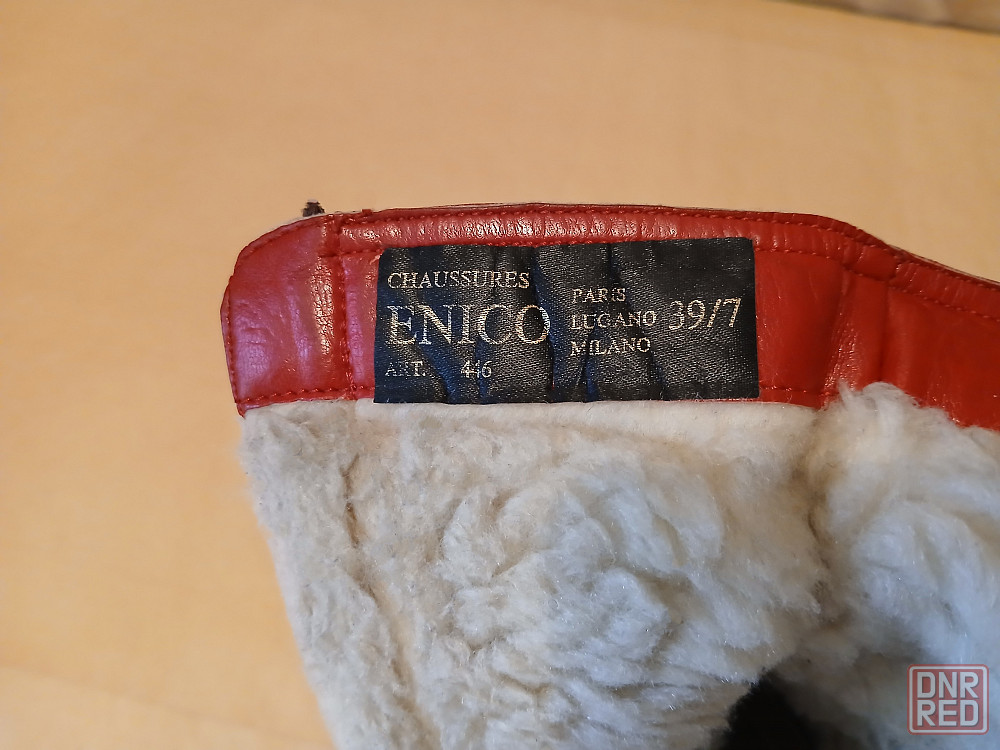 CHAUSSURES
ENICO
ART. 446
PARIS
LUGANO
MILANO
39/7
DNR
RED